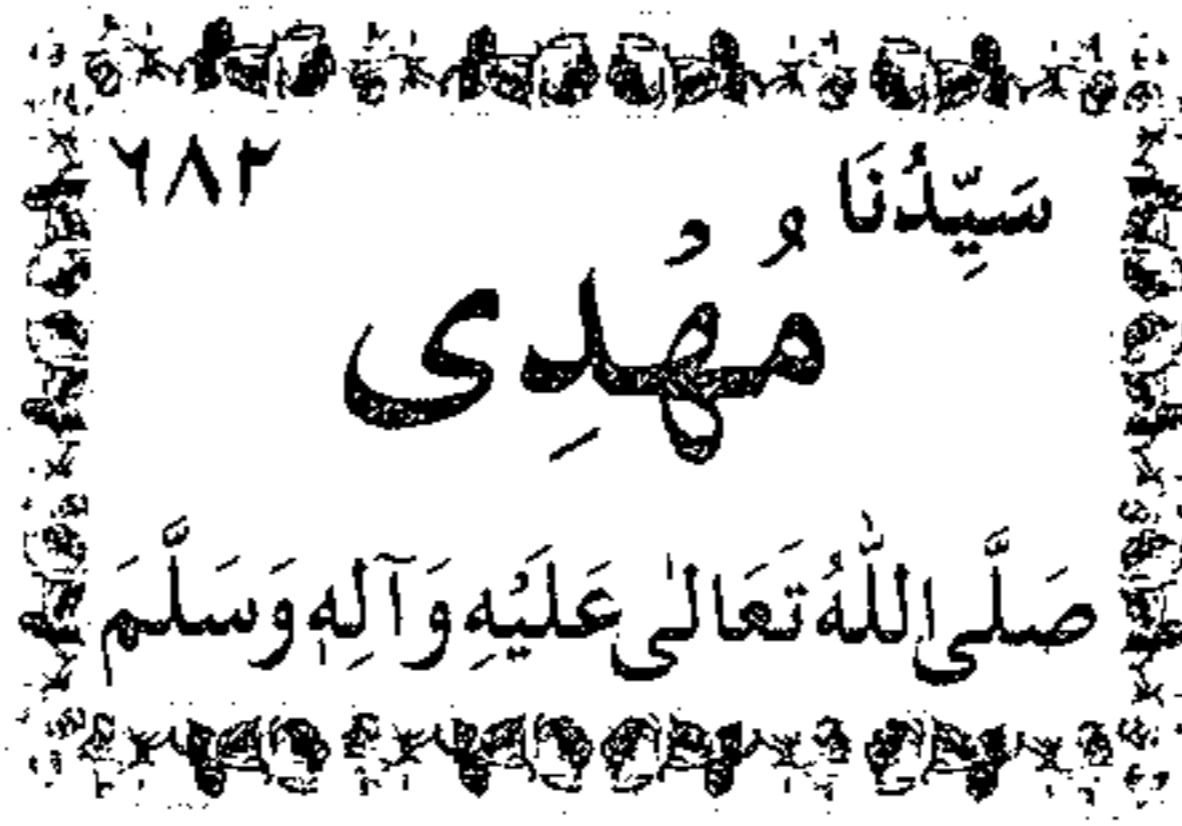 سَيِّدُنَا ٦٨٢
مُهْدِى
صَلَّى اللّٰهُ تَعَالٰى عَلَيْهِ وَآلِهٖ وَسَلَّمَ